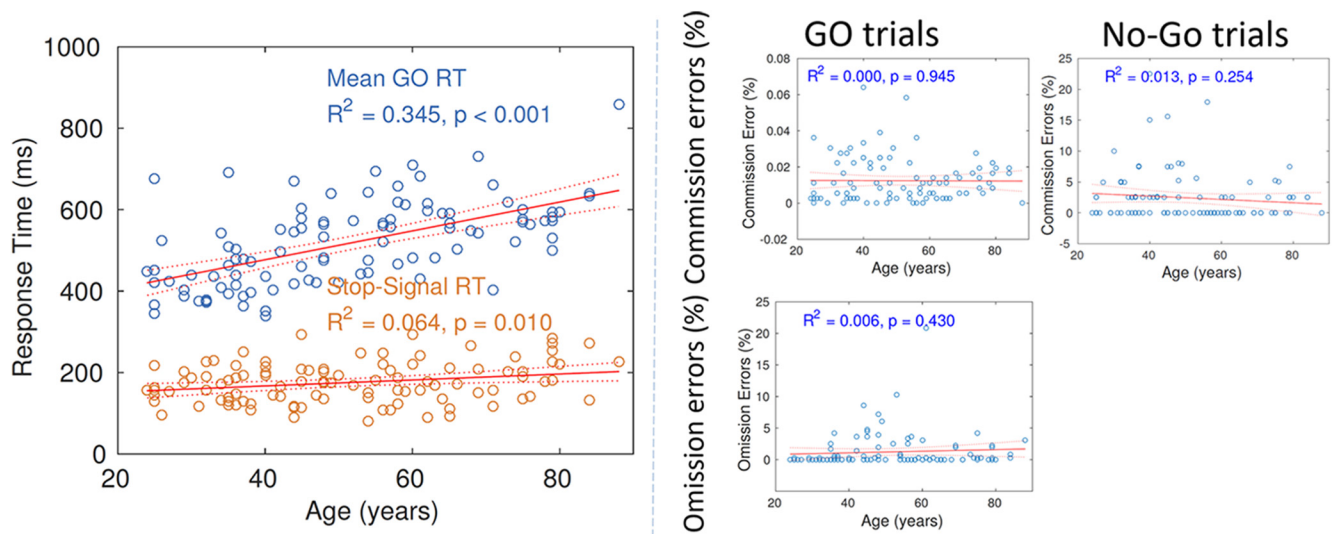 1000
800
600
400
200
0
20
40
60
80
Response Time (ms)
Age (years)
Mean GO RT
R² = 0.345, p < 0.001
Stop-Signal RT
R² = 0.064, p = 0.010
Commission errors (%)
Omission errors (%)
GO trials
No-Go trials
R² = 0.000, p = 0.945
0.08
0.06
0.04
0.02
0
-0.02
20
40
60
80
Commission Error (%)
Age (years)
R² = 0.013, p = 0.254
25
20
15
10
5
0
-5
20
40
60
80
Commission Errors (%)
Age (years)
R² = 0.006, p = 0.430
25
20
15
10
5
0
-5
20
40
60
80
Omission Errors (%)
Age (years)